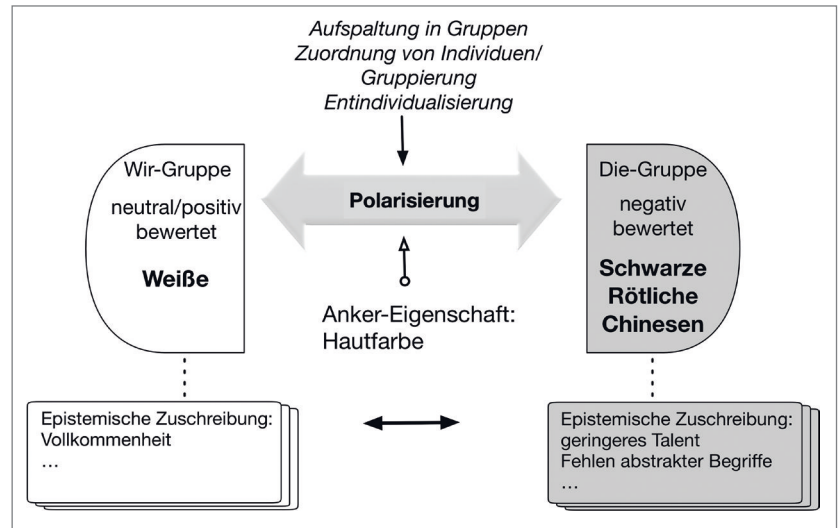 Aufspaltung in Gruppen
Zuordnung von Individuen/
Gruppierung
Entindividualisierung
Wir-Gruppe
neutral/positiv
bewertet
Weiße
Polarisierung
Die-Gruppe
negativ
bewertet
Schwarze
Rötliche
Chinesen
Anker-Eigenschaft:
Hautfarbe
Epistemische Zuschreibung:
Vollkommenheit
...
Epistemische Zuschreibung:
geringeres Talent
Fehlen abstrakter Begriffe
...